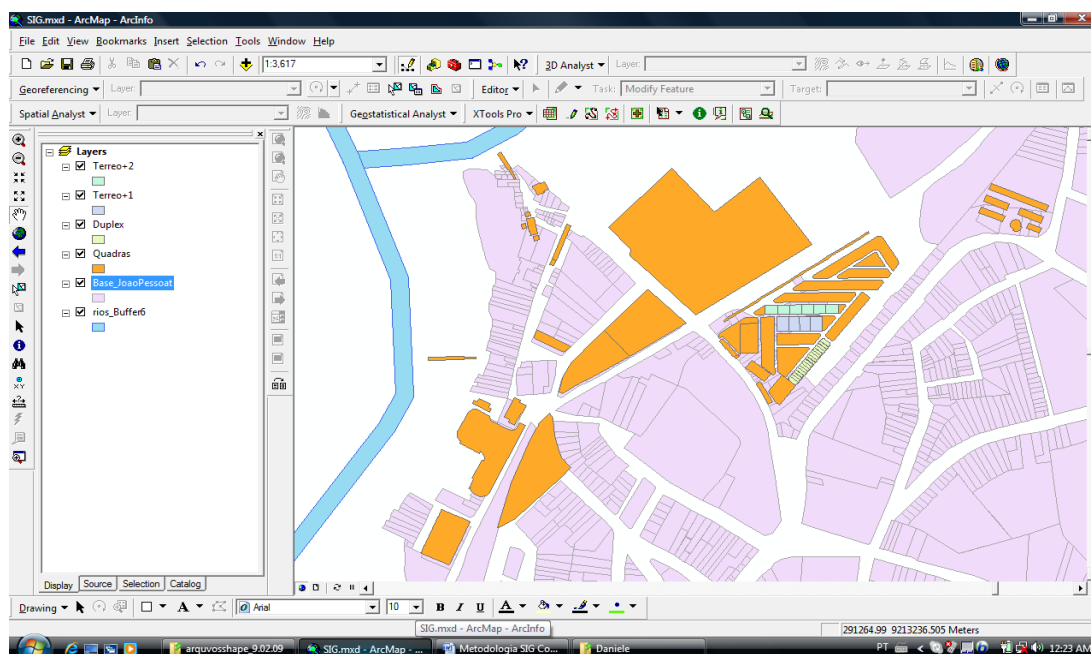 SIG.mxd - ArcMap - ArcInfo
File Edit View Bookmarks Insert Selection Tools Window Help
1:3,617 3D Analyst Layer:
Georeferencing Layer: Editor Task: Modify Feature Target:
Spatial Analyst Layer: Geostatistical Analyst XTools Pro
Layers
Terreo+2
Terreo+1
Duplex
Quadras
Base_JoaoPessoat
rios_Buffer6
Display Source Selection Catalog
Drawing A Arial 10 B I U A
SIG.mxd - ArcMap - ArcInfo
291264.99 9213236.505 Meters
arquvosshape_9.02.09 SIG.mxd - ArcMap - ... Metodologia SIG Co... Daniele PT 12:23 AM